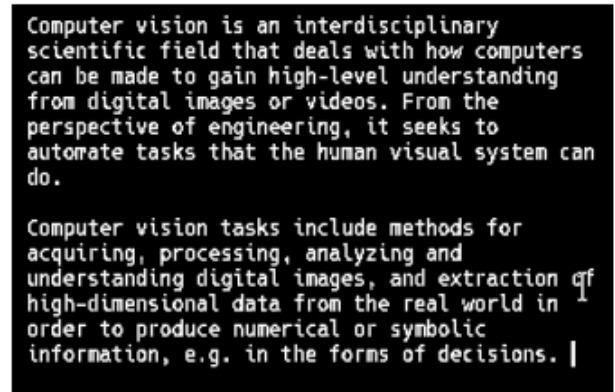 Computer vision is an interdisciplinary
scientific field that deals with how computers
can be made to gain high-level understanding
from digital images or videos. From the
perspective of engineering, it seeks to
automate tasks that the human visual system can
do.
Computer vision tasks include methods for
acquiring, processing, analyzing and
understanding digital images, and extraction of
high-dimensional data from the real world in
order to produce numerical or symbolic
information, e.g. in the forms of decisions.